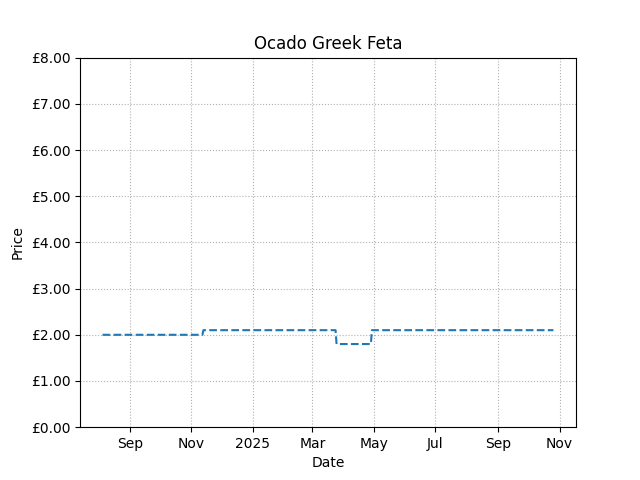 Ocado Greek Feta
£8.00
£7.00
£6.00
£5.00
£4.00
£3.00
£2.00
£1.00
£0.00
Price
Sep Nov 2025 Mar May Jul Sep Nov
Date